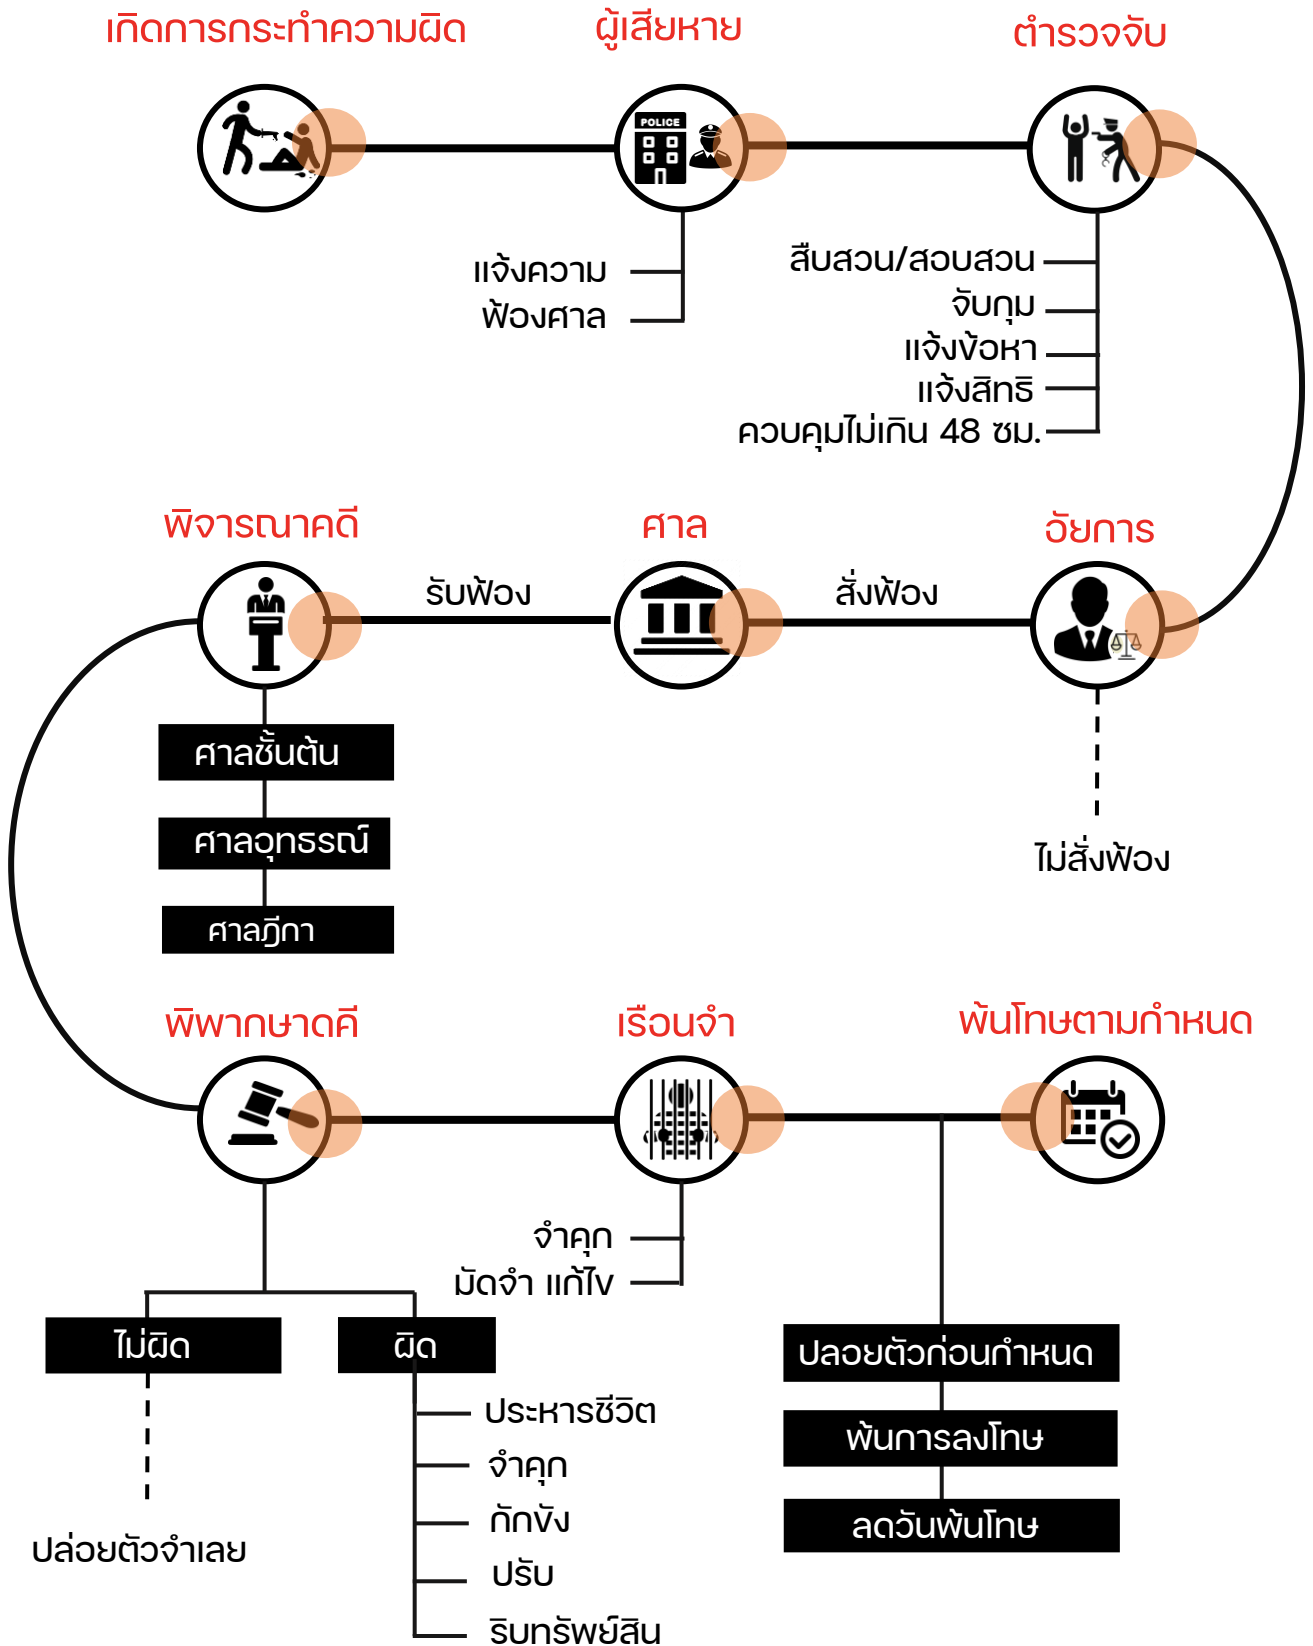 เกิดการกระทำความผิด
ผู้เสียหาย
ตำรวจจับ
POLICE
แจ้งความ
ฟ้องศาล
สืบสวน/สอบสวน
จับกุม
แจ้งข้อหา
แจ้งสิทธิ
ควบคุมไม่เกิน 48 ชม.
อัยการ
สั่งฟ้อง
ไม่สั่งฟ้อง
ศาล
รับฟ้อง
พิจารณาคดี
ศาลชั้นต้น
ศาลอุทธรณ์
ศาลฎีกา
พิพากษาดคี
ไม่ผิด
ปล่อยตัวจำเลย
ผิด
ประหารชีวิต
จำคุก
กักขัง
ปรับ
ริบทรัพย์สิน
เรือนจำ
จำคุก
มัดจำ แก้ไข
พ้นโทษตามกำหนด
ปลอยตัวก่อนกำหนด
พ้นการลงโทษ
ลดวันพ้นโทษ